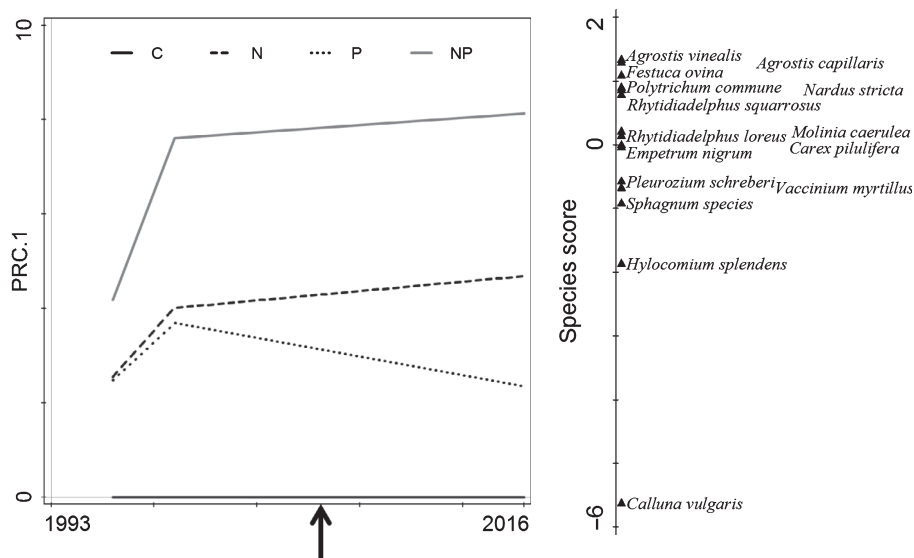 10
C N P NP
PRC.1
0
1993 2016
2
Agrostis vinealis
Agrostis capillaris
Festuca ovina
Polytrichum commune
Nardus stricta
Rhytidiadelphus squarrosus
Rhytidiadelphus loreus
Molinia caerulea
0
Empetrum nigrum
Carex pilulifera
Pleurozium schreberi
Vaccinium myrtillus
Sphagnum species
Species score
Hylocomium splendens
Calluna vulgaris
-6